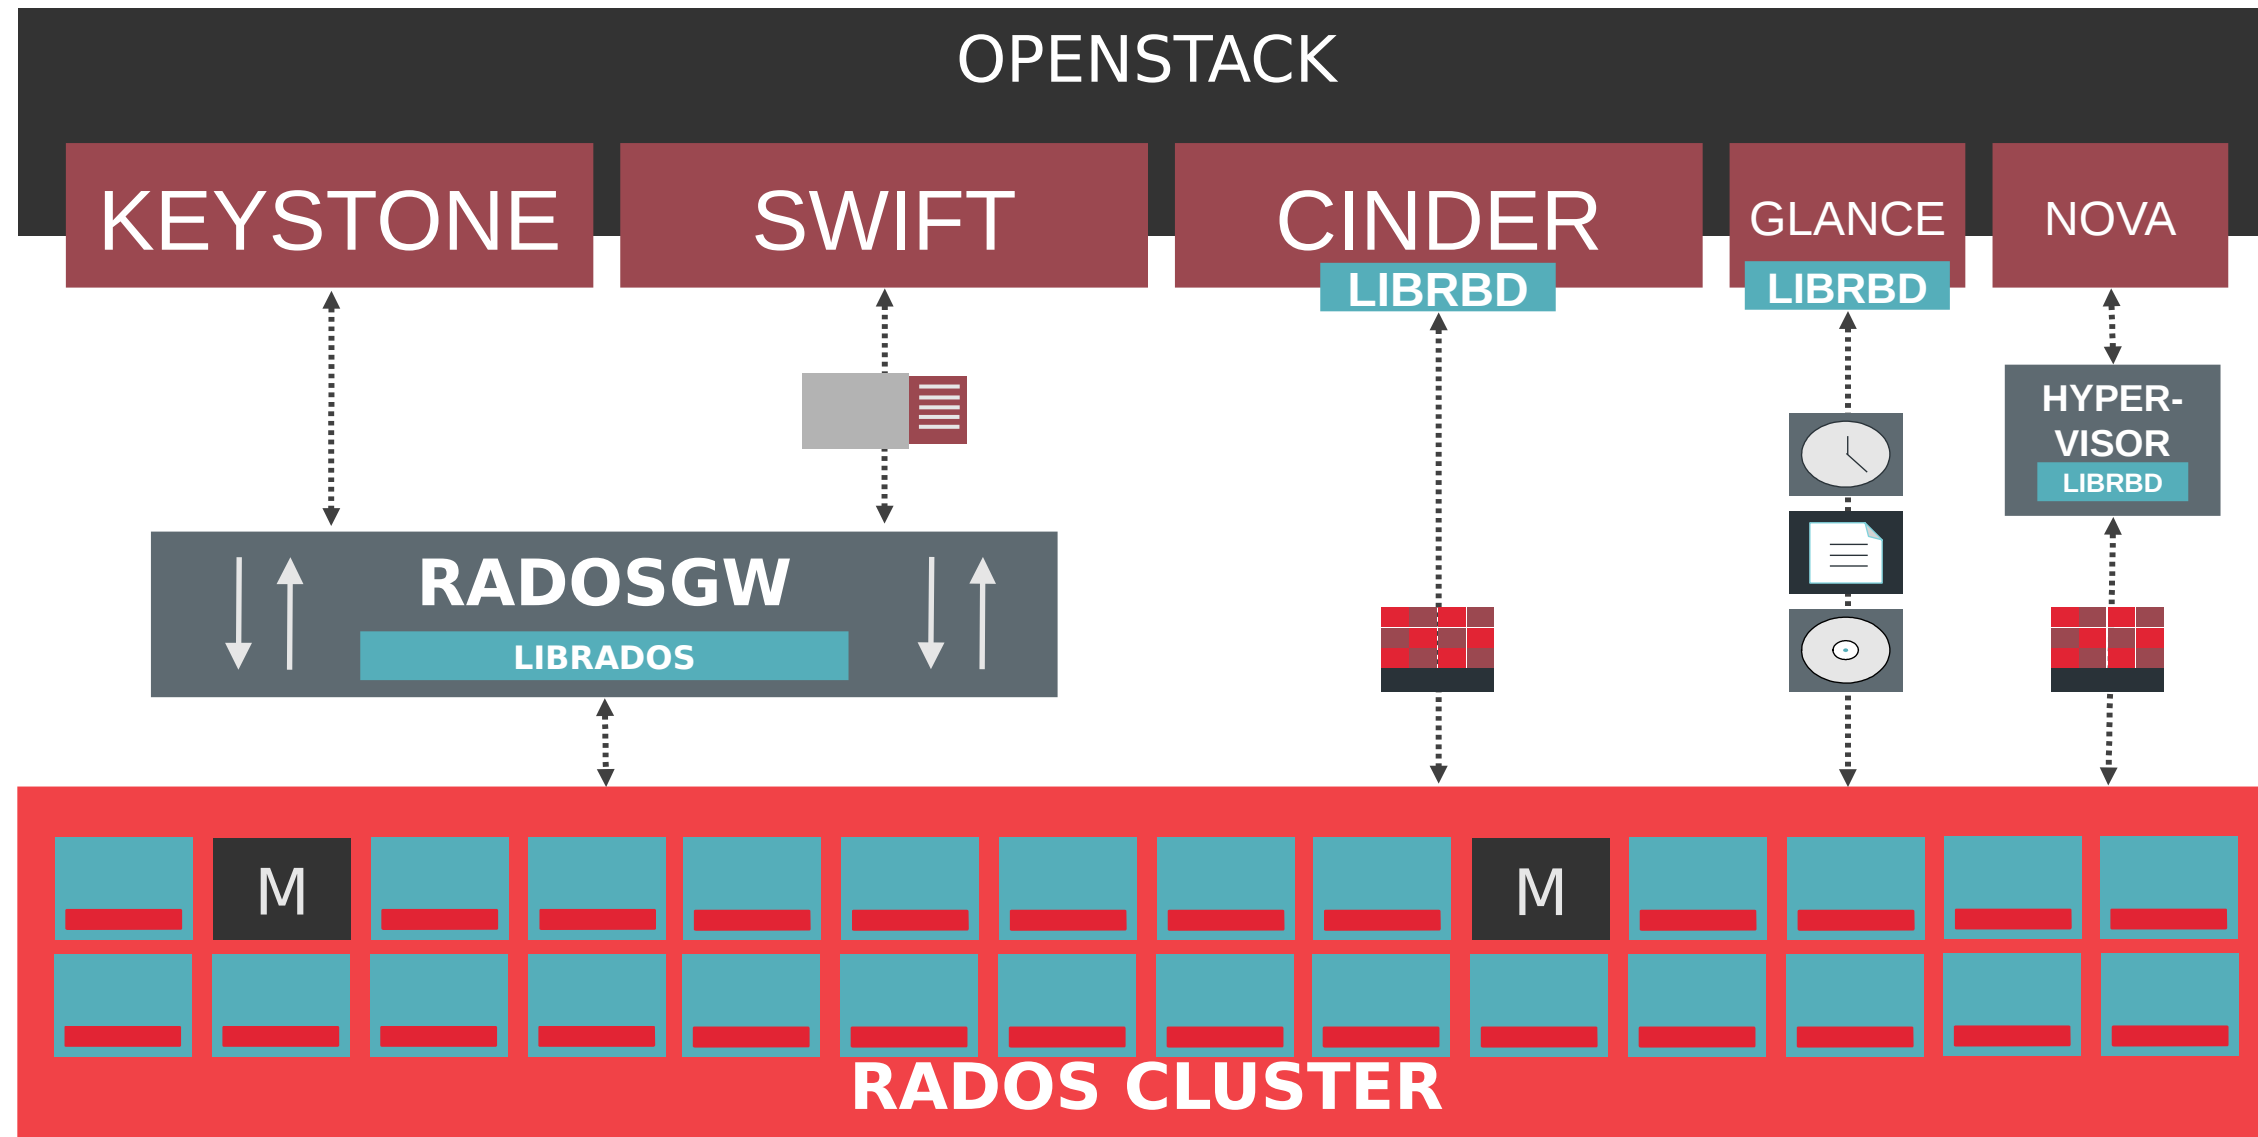 OPENSTACK
KEYSTONE
SWIFT
CINDER
GLANCE
NOVA
LIBRBD
LIBRBD
HYPER-
VISOR
LIBRBD
RADOSGW
LIBRADOS
M
M
RADOS CLUSTER